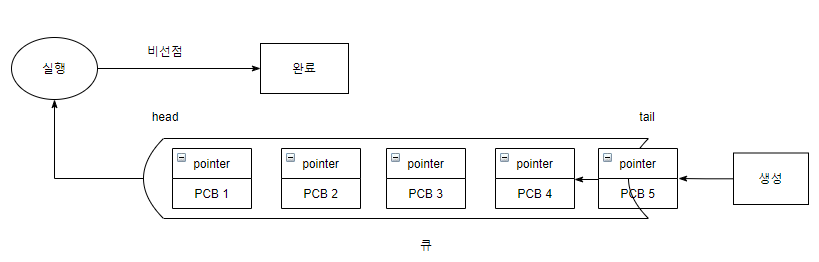 비선점
실행
완료
head
tail
pointer
pointer
pointer
pointer
pointer
PCB 1
PCB 2
PCB 3
PCB 4
PCB 5
생성
큐